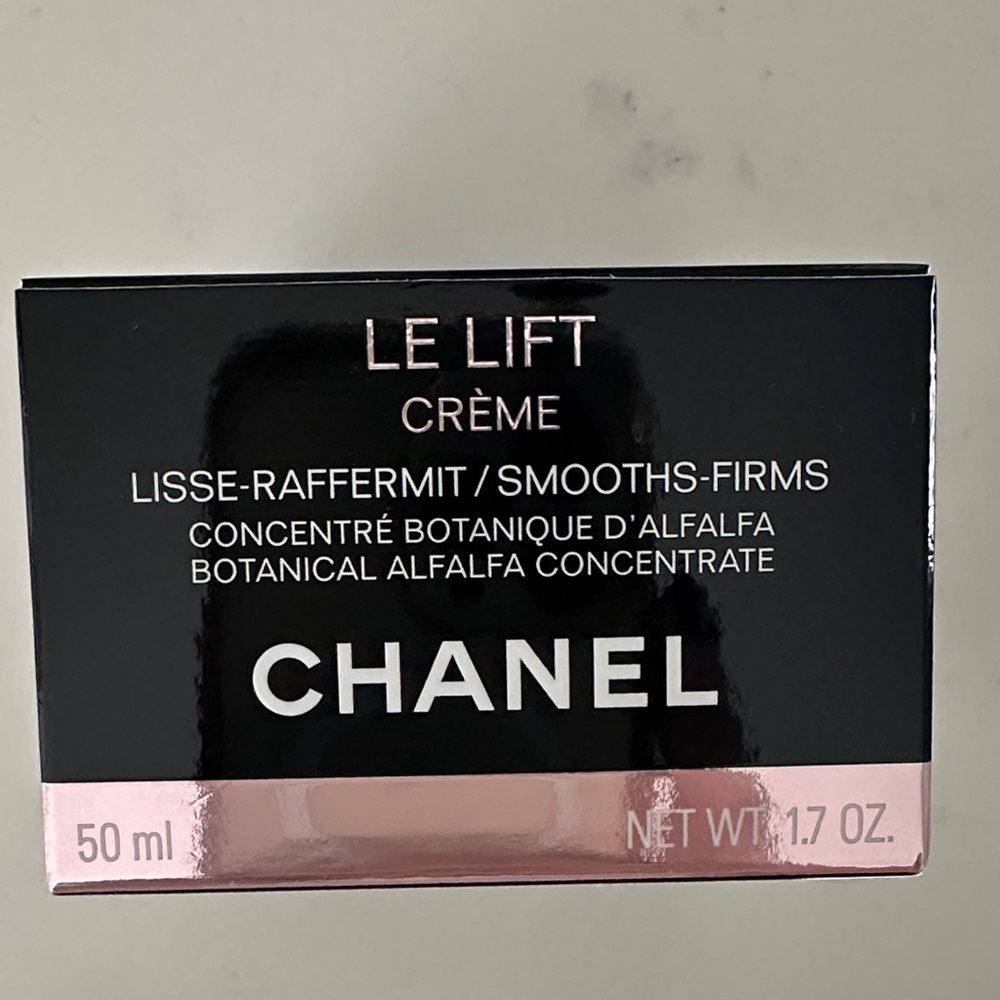 LE LIFT
CRÈME
LISSE-RAFFERMIT / SMOOTHS-FIRMS
CONCENTRÉ BOTANIQUE D'ALFALFA
BOTANICAL ALFALFA CONCENTRATE
CHANEL
50 ml NET WT. 1.7 OZ.